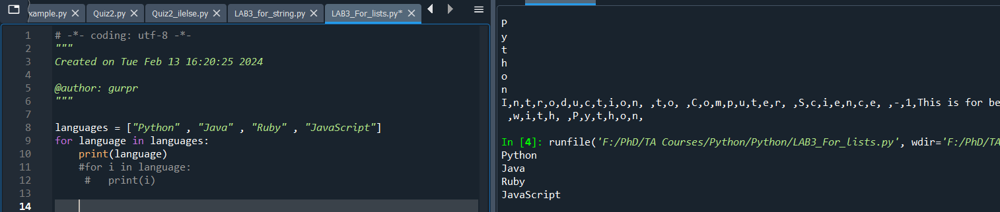 xample.py Quiz2.py Quiz2_ilelse.py LAB3_for_string.py LAB3_For_lists.py*
1 # -*- coding: utf-8 -*-
2 """
3 Created on Tue Feb 13 16:20:25 2024
4
5 @author: gurpr
6 """
7
8 languages = ["Python" , "Java" , "Ruby" , "JavaScript"]
9 for language in languages:
10 print(language)
11 #for i in language:
12 # print(i)
13
14
P
y
t
h
o
n
I,n,t,r,o,d,u,c,t,i,o,n, ,t,o, ,C,o,m,p,u,t,e,r, ,S,c,i,e,n,c,e, ,-,1,This is for be
,w,i,t,h, ,P,y,t,h,o,n,
In [4]: runfile('F:/PhD/TA Courses/Python/Python/LAB3_For_lists.py', wdir='F:/PhD/TA
Python
Java
Ruby
JavaScript